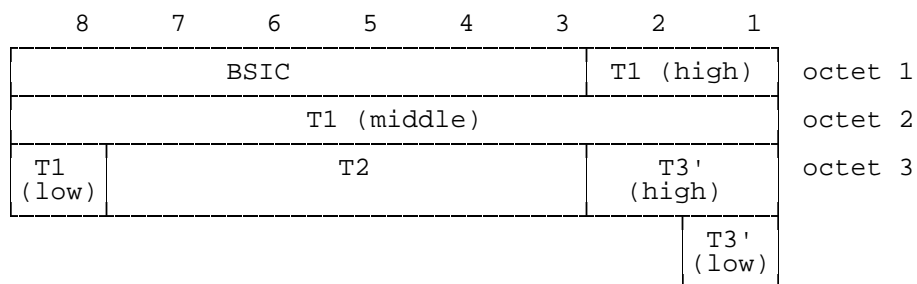 8 7 6 5 4 3 2 1
BSIC T1 (high) octet 1
T1 (middle) octet 2
T1 T2 T3' octet 3
(low) (high)
T3'
(low)